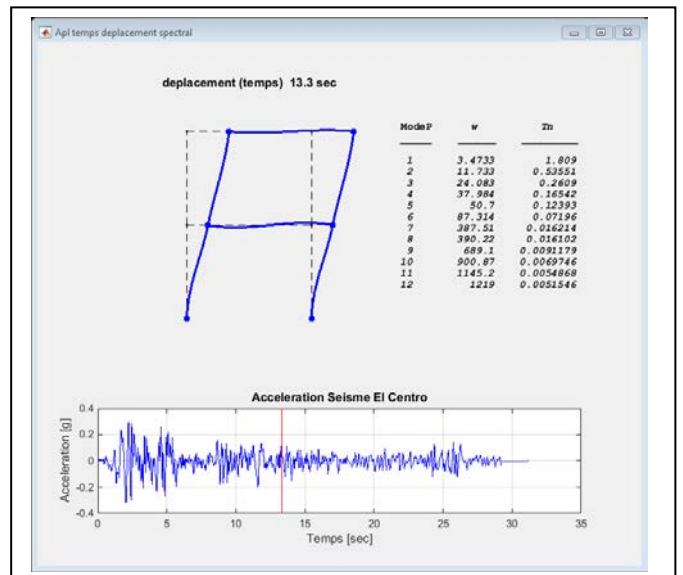 Apl temps deplacement spectral
deplacement (temps) 13.3 sec
ModeP w Tn
1 3.4733 1.809
2 11.733 0.53551
3 24.083 0.2609
4 37.984 0.16542
5 50.7 0.12393
6 87.314 0.07196
7 387.51 0.016214
8 390.22 0.016102
9 689.1 0.0091179
10 900.87 0.0069746
11 1145.2 0.0054868
12 1219 0.0051546
Acceleration Seisme El Centro
Acceleration [g]
0.4
0.2
0
-0.2
-0.4
0 5 10 15 20 25 30 35
Temps [sec]